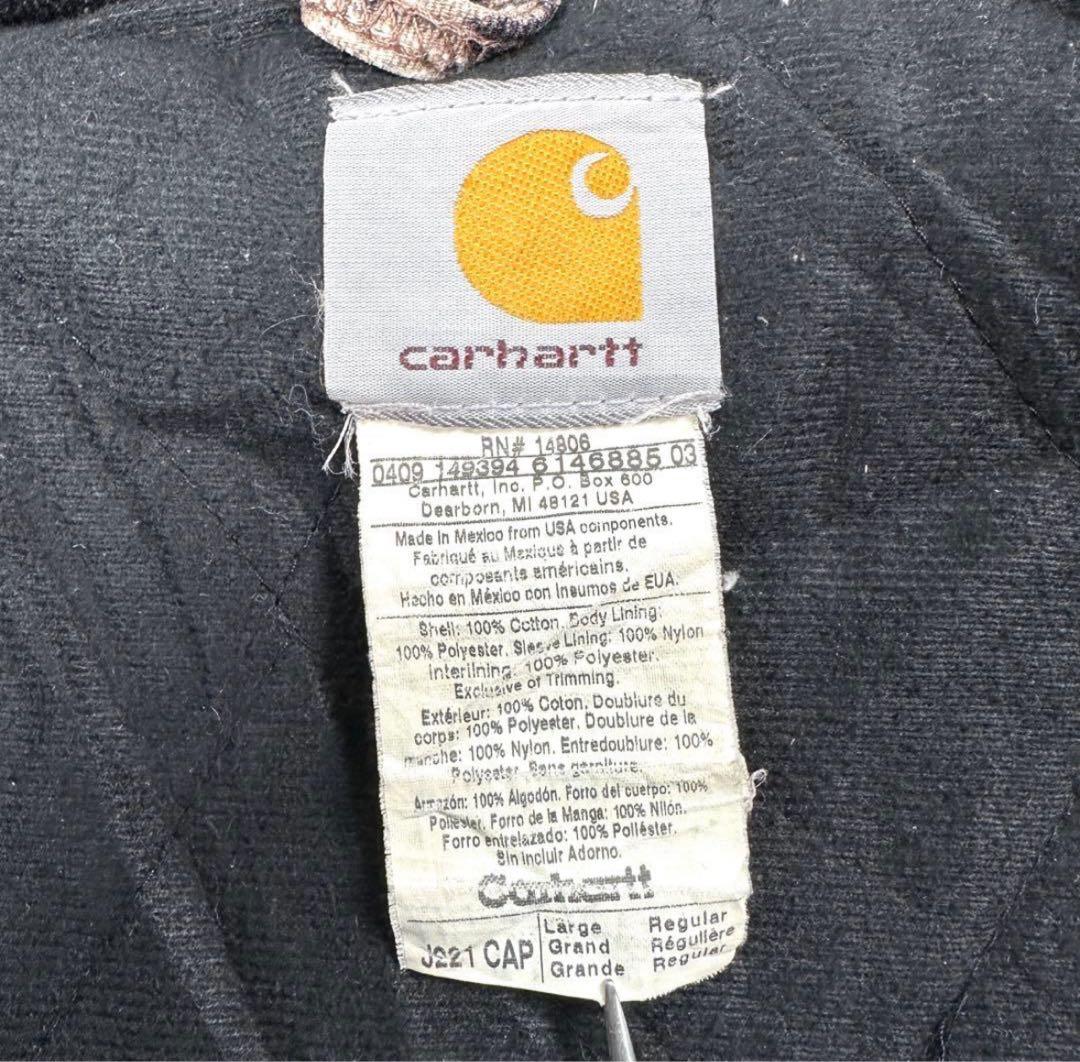 carhartt
RN# 14806
0409 149394 6146885 03
Carhartt, Inc. P.O. Box 600
Dearborn, MI 48121 USA
Made in Mexico from USA components.
Fabriqué au Mexique à partir de
composants américains.
Hecho en México con Insumos de EUA.
Shell: 100% Cotton. Body Lining:
100% Polyester. Sleeve Lining: 100% Nylon
Interlining: 100% Polyester.
Exclusive of Trimming.
Extérieur: 100% Coton. Doublure du
corps: 100% Polyester. Doublure de la
manche: 100% Nylon. Entredoublure: 100%
Polyester. Sans garniture.
Armazón: 100% Algodón. Forro del cuerpo: 100%
Poliéster. Forro de la Manga: 100% Nilón.
Forro entrelazado: 100% Poliéster.
Sin Incluir Adorno.
Carhartt
J221 CAP
Large Regular
Grand Régulière
Grande Regular